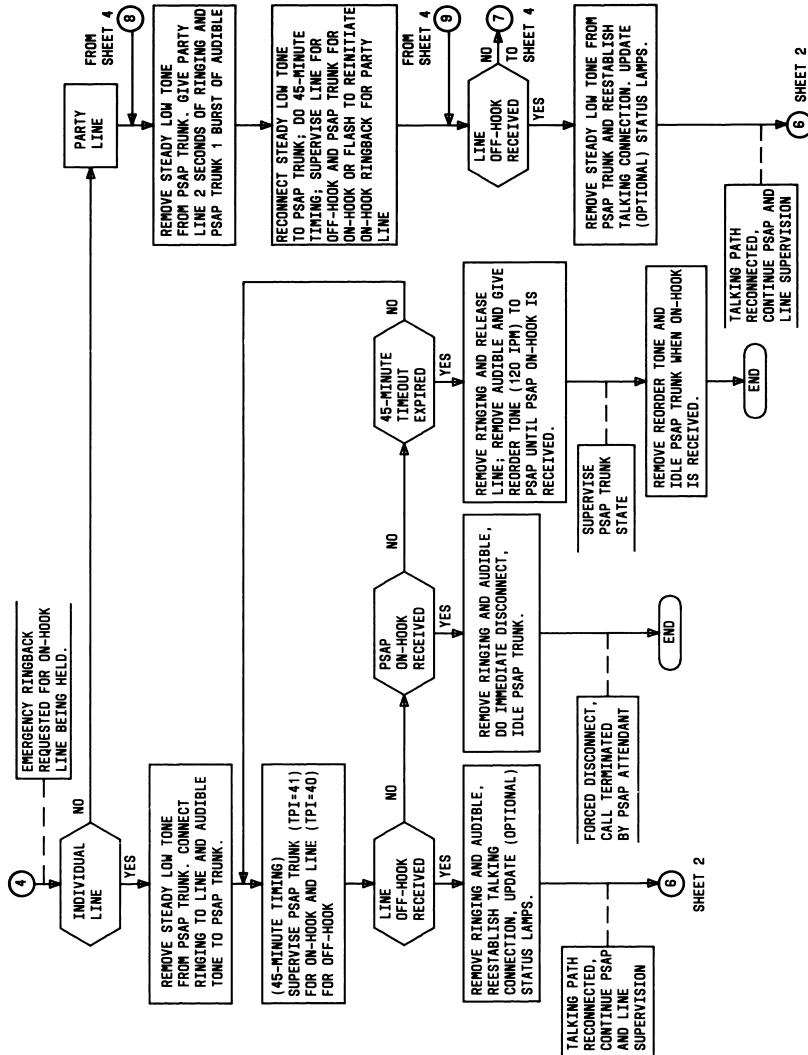 4
EMERGENCY RINGBACK
REQUESTED FOR ON-HOOK
LINE BEING HELD.
INDIVIDUAL
LINE
NO
YES
PARTY
LINE
FROM
SHEET 4
8
REMOVE STEADY LOW TONE
FROM PSAP TRUNK. CONNECT
RINGING TO LINE AND AUDIBLE
TONE TO PSAP TRUNK.
REMOVE STEADY LOW TONE
FROM PSAP TRUNK. GIVE PARTY
LINE 2 SECONDS OF RINGING AND
PSAP TRUNK 1 BURST OF AUDIBLE
(45-MINUTE TIMING)
SUPERVISE PSAP TRUNK (TPI=41)
FOR ON-HOOK AND LINE (TPI=40)
FOR OFF-HOOK
RECONNECT STEADY LOW TONE
TO PSAP TRUNK; DO 45-MINUTE
TIMING; SUPERVISE LINE FOR
OFF-HOOK AND PSAP TRUNK FOR
ON-HOOK OR FLASH TO REINITIATE
ON-HOOK RINGBACK FOR PARTY
LINE
FROM
SHEET 4
9
LINE
OFF-HOOK
RECEIVED
NO
YES
PSAP
ON-HOOK
RECEIVED
NO
YES
45-MINUTE
TIMEOUT
EXPIRED
NO
YES
LINE
OFF-HOOK
RECEIVED
NO
7
TO
SHEET 4
YES
REMOVE RINGING AND AUDIBLE,
REESTABLISH TALKING
CONNECTION, UPDATE (OPTIONAL)
STATUS LAMPS.
REMOVE RINGING AND AUDIBLE,
DO IMMEDIATE DISCONNECT,
IDLE PSAP TRUNK.
REMOVE RINGING AND RELEASE
LINE; REMOVE AUDIBLE AND GIVE
REORDER TONE (120 IPM) TO
PSAP UNTIL PSAP ON-HOOK IS
RECEIVED.
REMOVE STEADY LOW TONE FROM
PSAP TRUNK AND REESTABLISH
TALKING CONNECTION. UPDATE
(OPTIONAL) STATUS LAMPS.
TALKING PATH
RECONNECTED,
CONTINUE PSAP
AND LINE
SUPERVISION
6
SHEET 2
FORCED DISCONNECT,
CALL TERMINATED
BY PSAP ATTENDANT
END
SUPERVISE
PSAP TRUNK
STATE
REMOVE REORDER TONE AND
IDLE PSAP TRUNK WHEN ON-HOOK
IS RECEIVED.
END
TALKING PATH
RECONNECTED,
CONTINUE PSAP AND
LINE SUPERVISION
6
SHEET 2